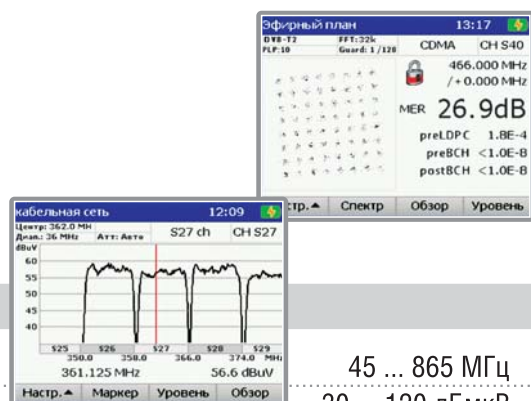 Эфирный план 13:17
DVB-T2 FFT:32k CDMA CH S40
PLP:10 Guard: 1/128
466.000 MHz
/+0.000 MHz
MER 26.9dB
preLDPC 1.8E-4
preBCH <1.0E-8
postBCH <1.0E-8
Спектр Обзор Уровень
кабельная сеть 12:09
Центр: 362.0 MH S27 ch CH S27
Диап.: 36 MHz Атт: Авто
dBuV
60
55
50
45
40
S25 S26 S27 S28 S29
350.0 358.0 366.0 374.0 MHz
361.125 MHz 56.6 dBuV
Настр. Маркер Уровень Обзор
45 ... 865 МГц